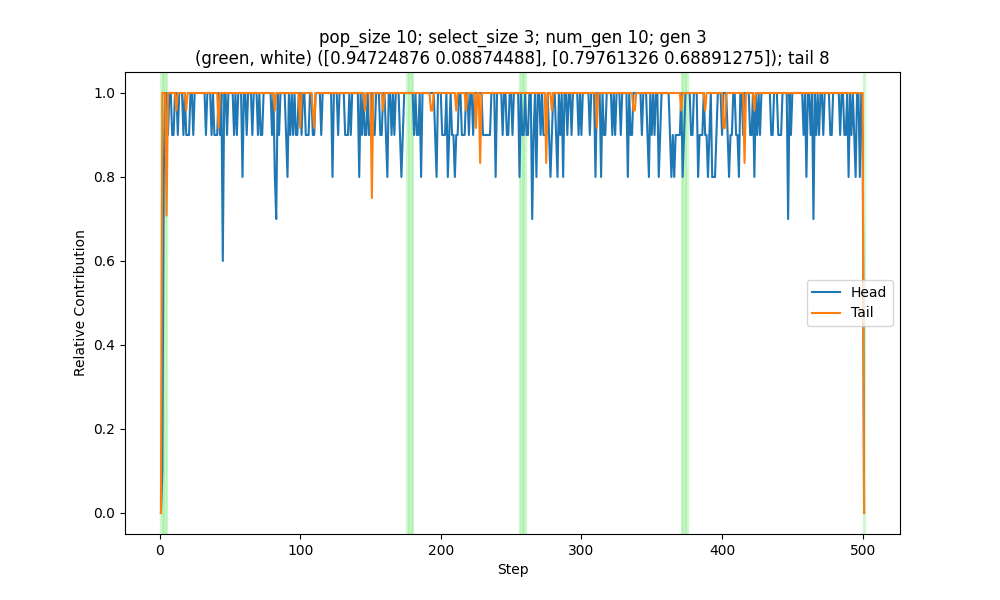 pop_size 10; select_size 3; num_gen 10; gen 3
(green, white) ([0.94724876 0.08874488], [0.79761326 0.68891275]); tail 8
1.0
0.8
0.6
0.4
0.2
0.0
Relative Contribution
Head
Tail
0
100
200
300
400
500
Step